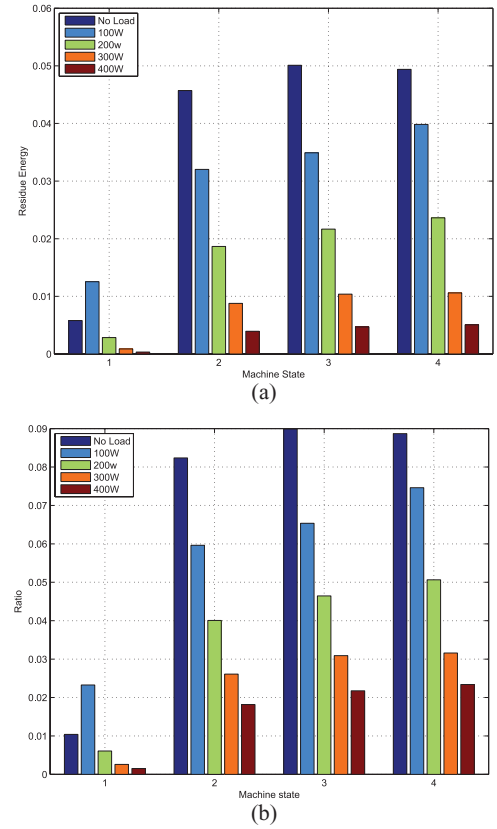 0.06
No Load
100W
200w
300W
400W
0.05
0.04
0.03
0.02
0.01
0
Residue Energy
1 2 3 4
Machine State
(a)
0.09
No Load
100W
200w
300W
400W
0.08
0.07
0.06
0.05
0.04
0.03
0.02
0.01
0
Ratio
1 2 3 4
Machine state
(b)